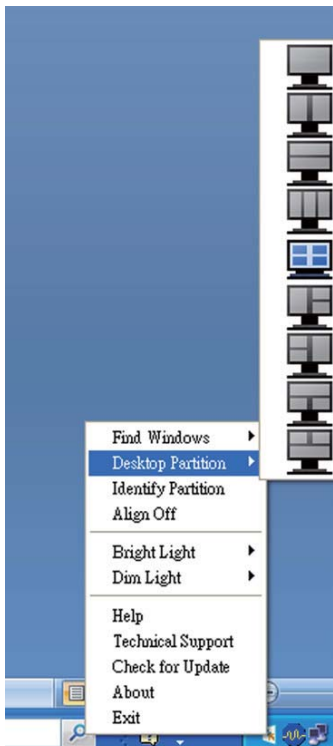 Find Windows
Desktop Partition
Identify Partition
Align Off
Bright Light
Dim Light
Help
Technical Support
Check for Update
About
Exit